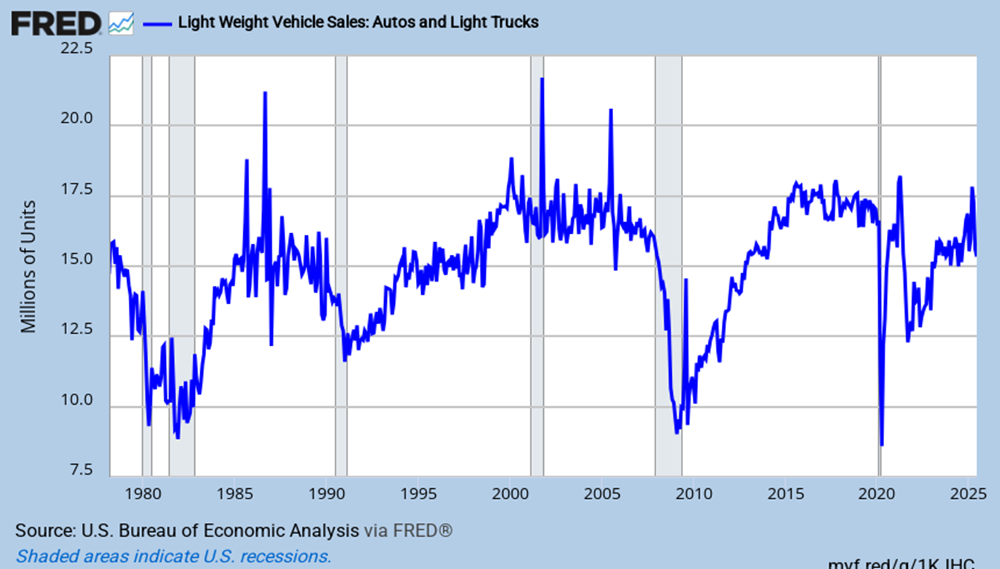 FRED Light Weight Vehicle Sales: Autos and Light Trucks
22.5
20.0
17.5
15.0
12.5
10.0
7.5
Millions of Units
1980 1985 1990 1995 2000 2005 2010 2015 2020 2025
Source: U.S. Bureau of Economic Analysis via FRED®
Shaded areas indicate U.S. recessions.